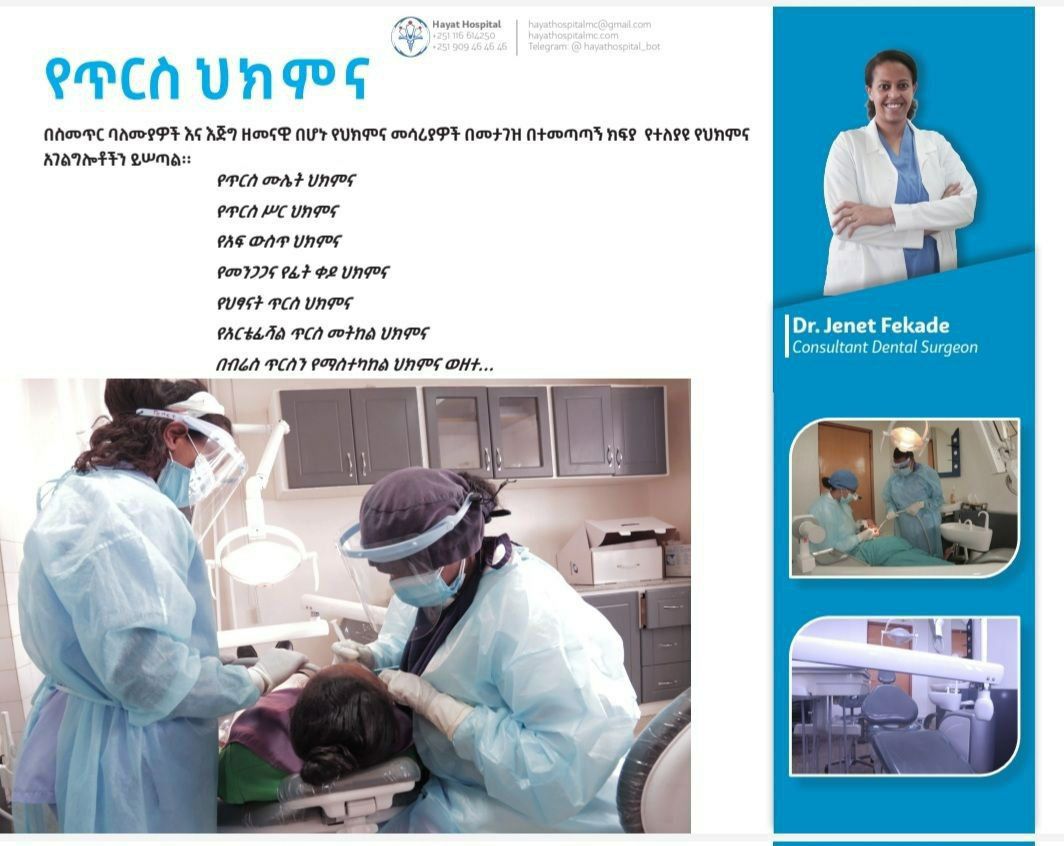 Hayat Hospital
+251 116 614250
+251 909 46 46 46
hayathospitalmc@gmail.com
hayathospitalmc.com
Telegram: @ hayathospital_bot
የጥርስ ህክምና
በስመጥር ባለሙያዎች እና እጅግ ዘመናዊ በሆኑ የህክምና መሳሪያዎች በመታገዝ በተመጣጣኝ ክፍያ የተለያዩ የህክምና
አገልግሎቶችን ይሠጣል።
የጥርስ ሙሌት ህክምና
የጥርስ ሥር ህክምና
የአፍ ውስጥ ህክምና
የመንጋጋና የፊት ቀዶ ህክምና
የህፃናት ጥርስ ህክምና
የአርቴፊሻል ጥርስ መትከል ህክምና
በብሬስ ጥርስን የማስተካከል ህክምና ወዘተ...
Dr. Jenet Fekade
Consultant Dental Surgeon